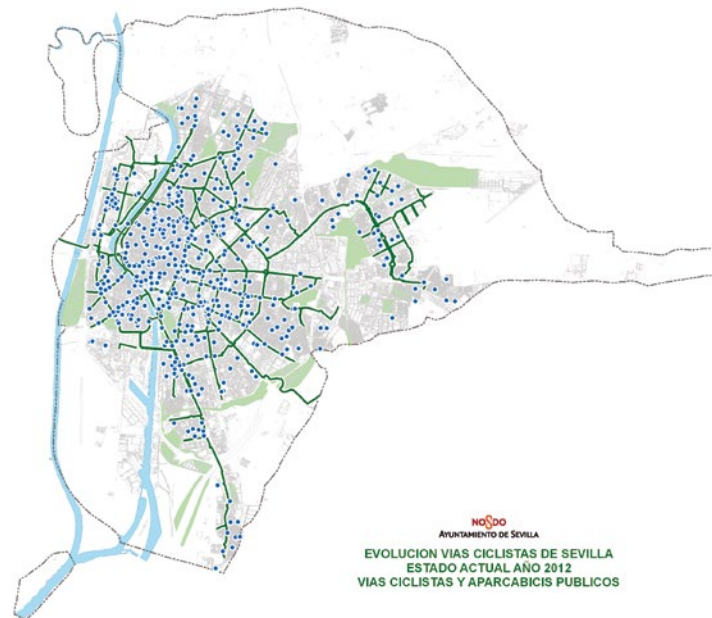 NO8DO
AYUNTAMIENTO DE SEVILLA
EVOLUCION VIAS CICLISTAS DE SEVILLA
ESTADO ACTUAL AÑO 2012
VIAS CICLISTAS Y APARCABICIS PUBLICOS